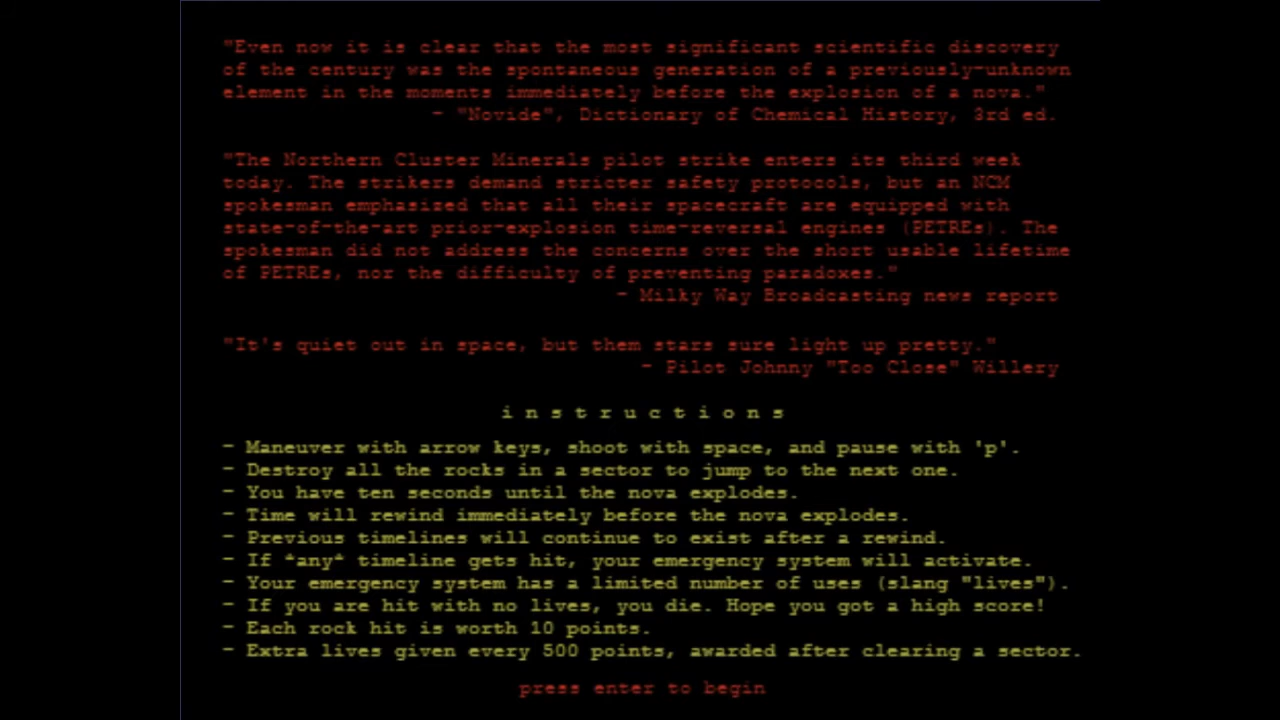 "Even now it is clear that the most significant scientific discovery
of the century was the spontaneous generation of a previously-unknown
element in the moments immediately before the explosion of a nova."
- "Novide", Dictionary of Chemical History, 3rd ed.
"The Northern Cluster Minerals pilot strike enters its third week
today. The strikers demand stricter safety protocols, but an NCM
spokesman emphasized that all their spacecraft are equipped with
state-of-the-art prior-explosion time-reversal engines (PETREs). The
spokesman did not address the concerns over the short usable lifetime
of PETREs, nor the difficulty of preventing paradoxes."
- Milky Way Broadcasting news report
"It's quiet out in space, but them stars sure light up pretty."
- Pilot Johnny "Too Close" Willery
i n s t r u c t i o n s
- Maneuver with arrow keys, shoot with space, and pause with 'p'.
- Destroy all the rocks in a sector to jump to the next one.
- You have ten seconds until the nova explodes.
- Time will rewind immediately before the nova explodes.
- Previous timelines will continue to exist after a rewind.
- If *any* timeline gets hit, your emergency system will activate.
- Your emergency system has a limited number of uses (slang "lives").
- If you are hit with no lives, you die. Hope you got a high score!
- Each rock hit is worth 10 points.
- Extra lives given every 500 points, awarded after clearing a sector.
press enter to begin